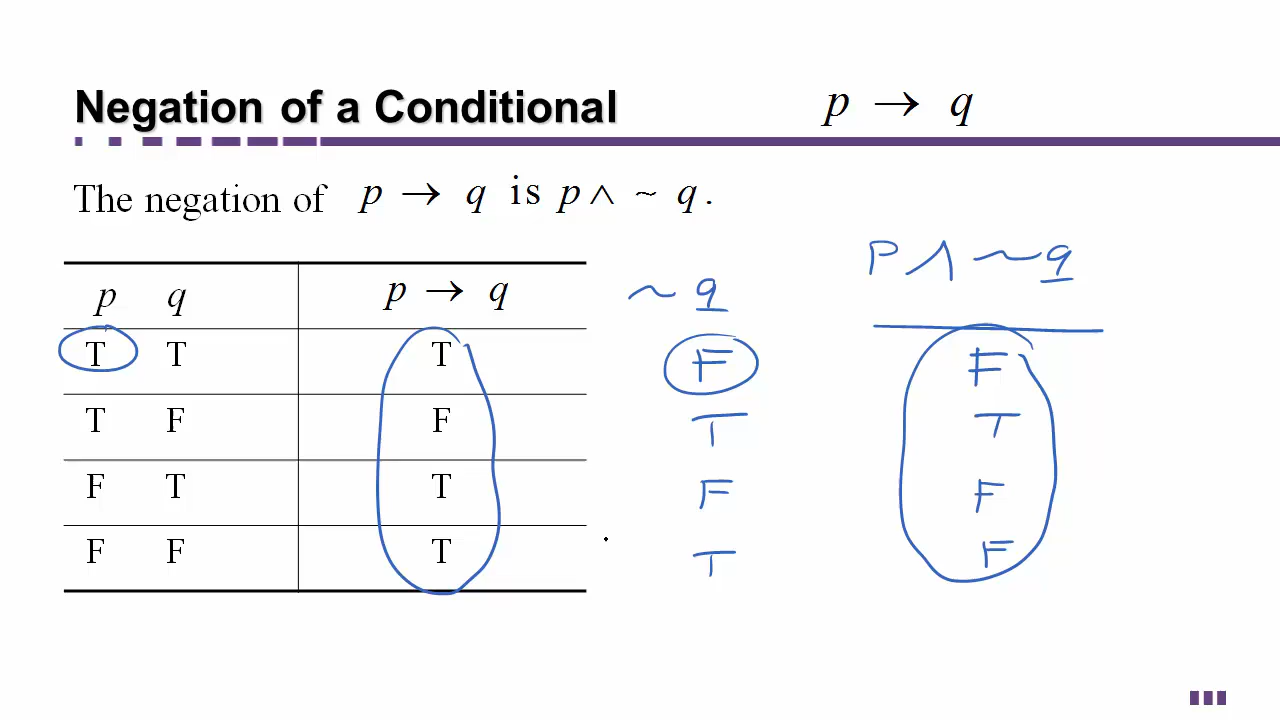 Negation of a Conditional p → q
The negation of p → q is p ∧ ~ q.
P ∧ ~q
p q p → q ~ q
T T T F F
T F F T T
F T T F F
F F T T F